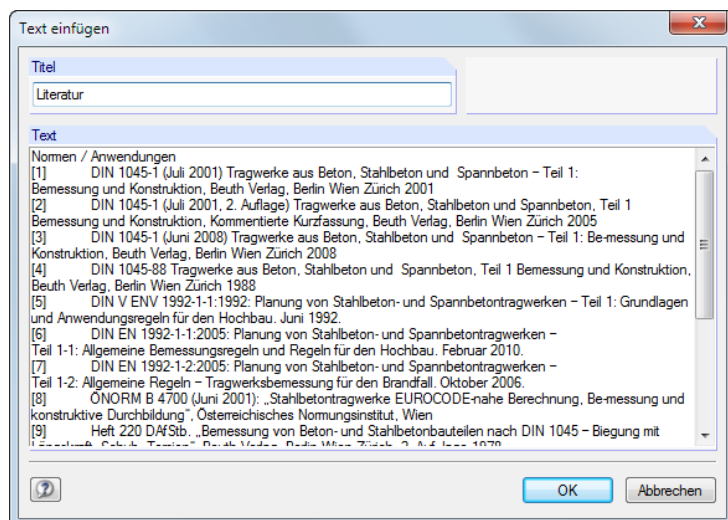 Text einfügen
Titel
Literatur
Text
Normen / Anwendungen
[1] DIN 1045-1 (Juli 2001) Tragwerke aus Beton, Stahlbeton und Spannbeton – Teil 1:
Bemessung und Konstruktion, Beuth Verlag, Berlin Wien Zürich 2001
[2] DIN 1045-1 (Juli 2001, 2. Auflage) Tragwerke aus Beton, Stahlbeton und Spannbeton, Teil 1
Bemessung und Konstruktion, Kommentierte Kurzfassung, Beuth Verlag, Berlin Wien Zürich 2005
[3] DIN 1045-1 (Juni 2008) Tragwerke aus Beton, Stahlbeton und Spannbeton – Teil 1: Be-messung und
Konstruktion, Beuth Verlag, Berlin Wien Zürich 2008
[4] DIN 1045-88 Tragwerke aus Beton, Stahlbeton und Spannbeton, Teil 1 Bemessung und Konstruktion,
Beuth Verlag, Berlin Wien Zürich 1988
[5] DIN V ENV 1992-1-1:1992: Planung von Stahlbeton- und Spannbetontragwerken – Teil 1: Grundlagen
und Anwendungsregeln für den Hochbau. Juni 1992.
[6] DIN EN 1992-1-1:2005: Planung von Stahlbeton- und Spannbetontragwerken –
Teil 1-1: Allgemeine Bemessungsregeln und Regeln für den Hochbau. Februar 2010.
[7] DIN EN 1992-1-2:2005: Planung von Stahlbeton- und Spannbetontragwerken –
Teil 1-2: Allgemeine Regeln – Tragwerksbemessung für den Brandfall. Oktober 2006.
[8] ÖNORM B 4700 (Juni 2001): „Stahlbetontragwerke EUROCODE-nahe Berechnung, Be-messung und
konstruktive Durchbildung“, Österreichisches Normungsinstitut, Wien
[9] Heft 220 DAfStb. „Bemessung von Beton- und Stahlbetonbauteilen nach DIN 1045 – Biegung mit
OK
Abbrechen